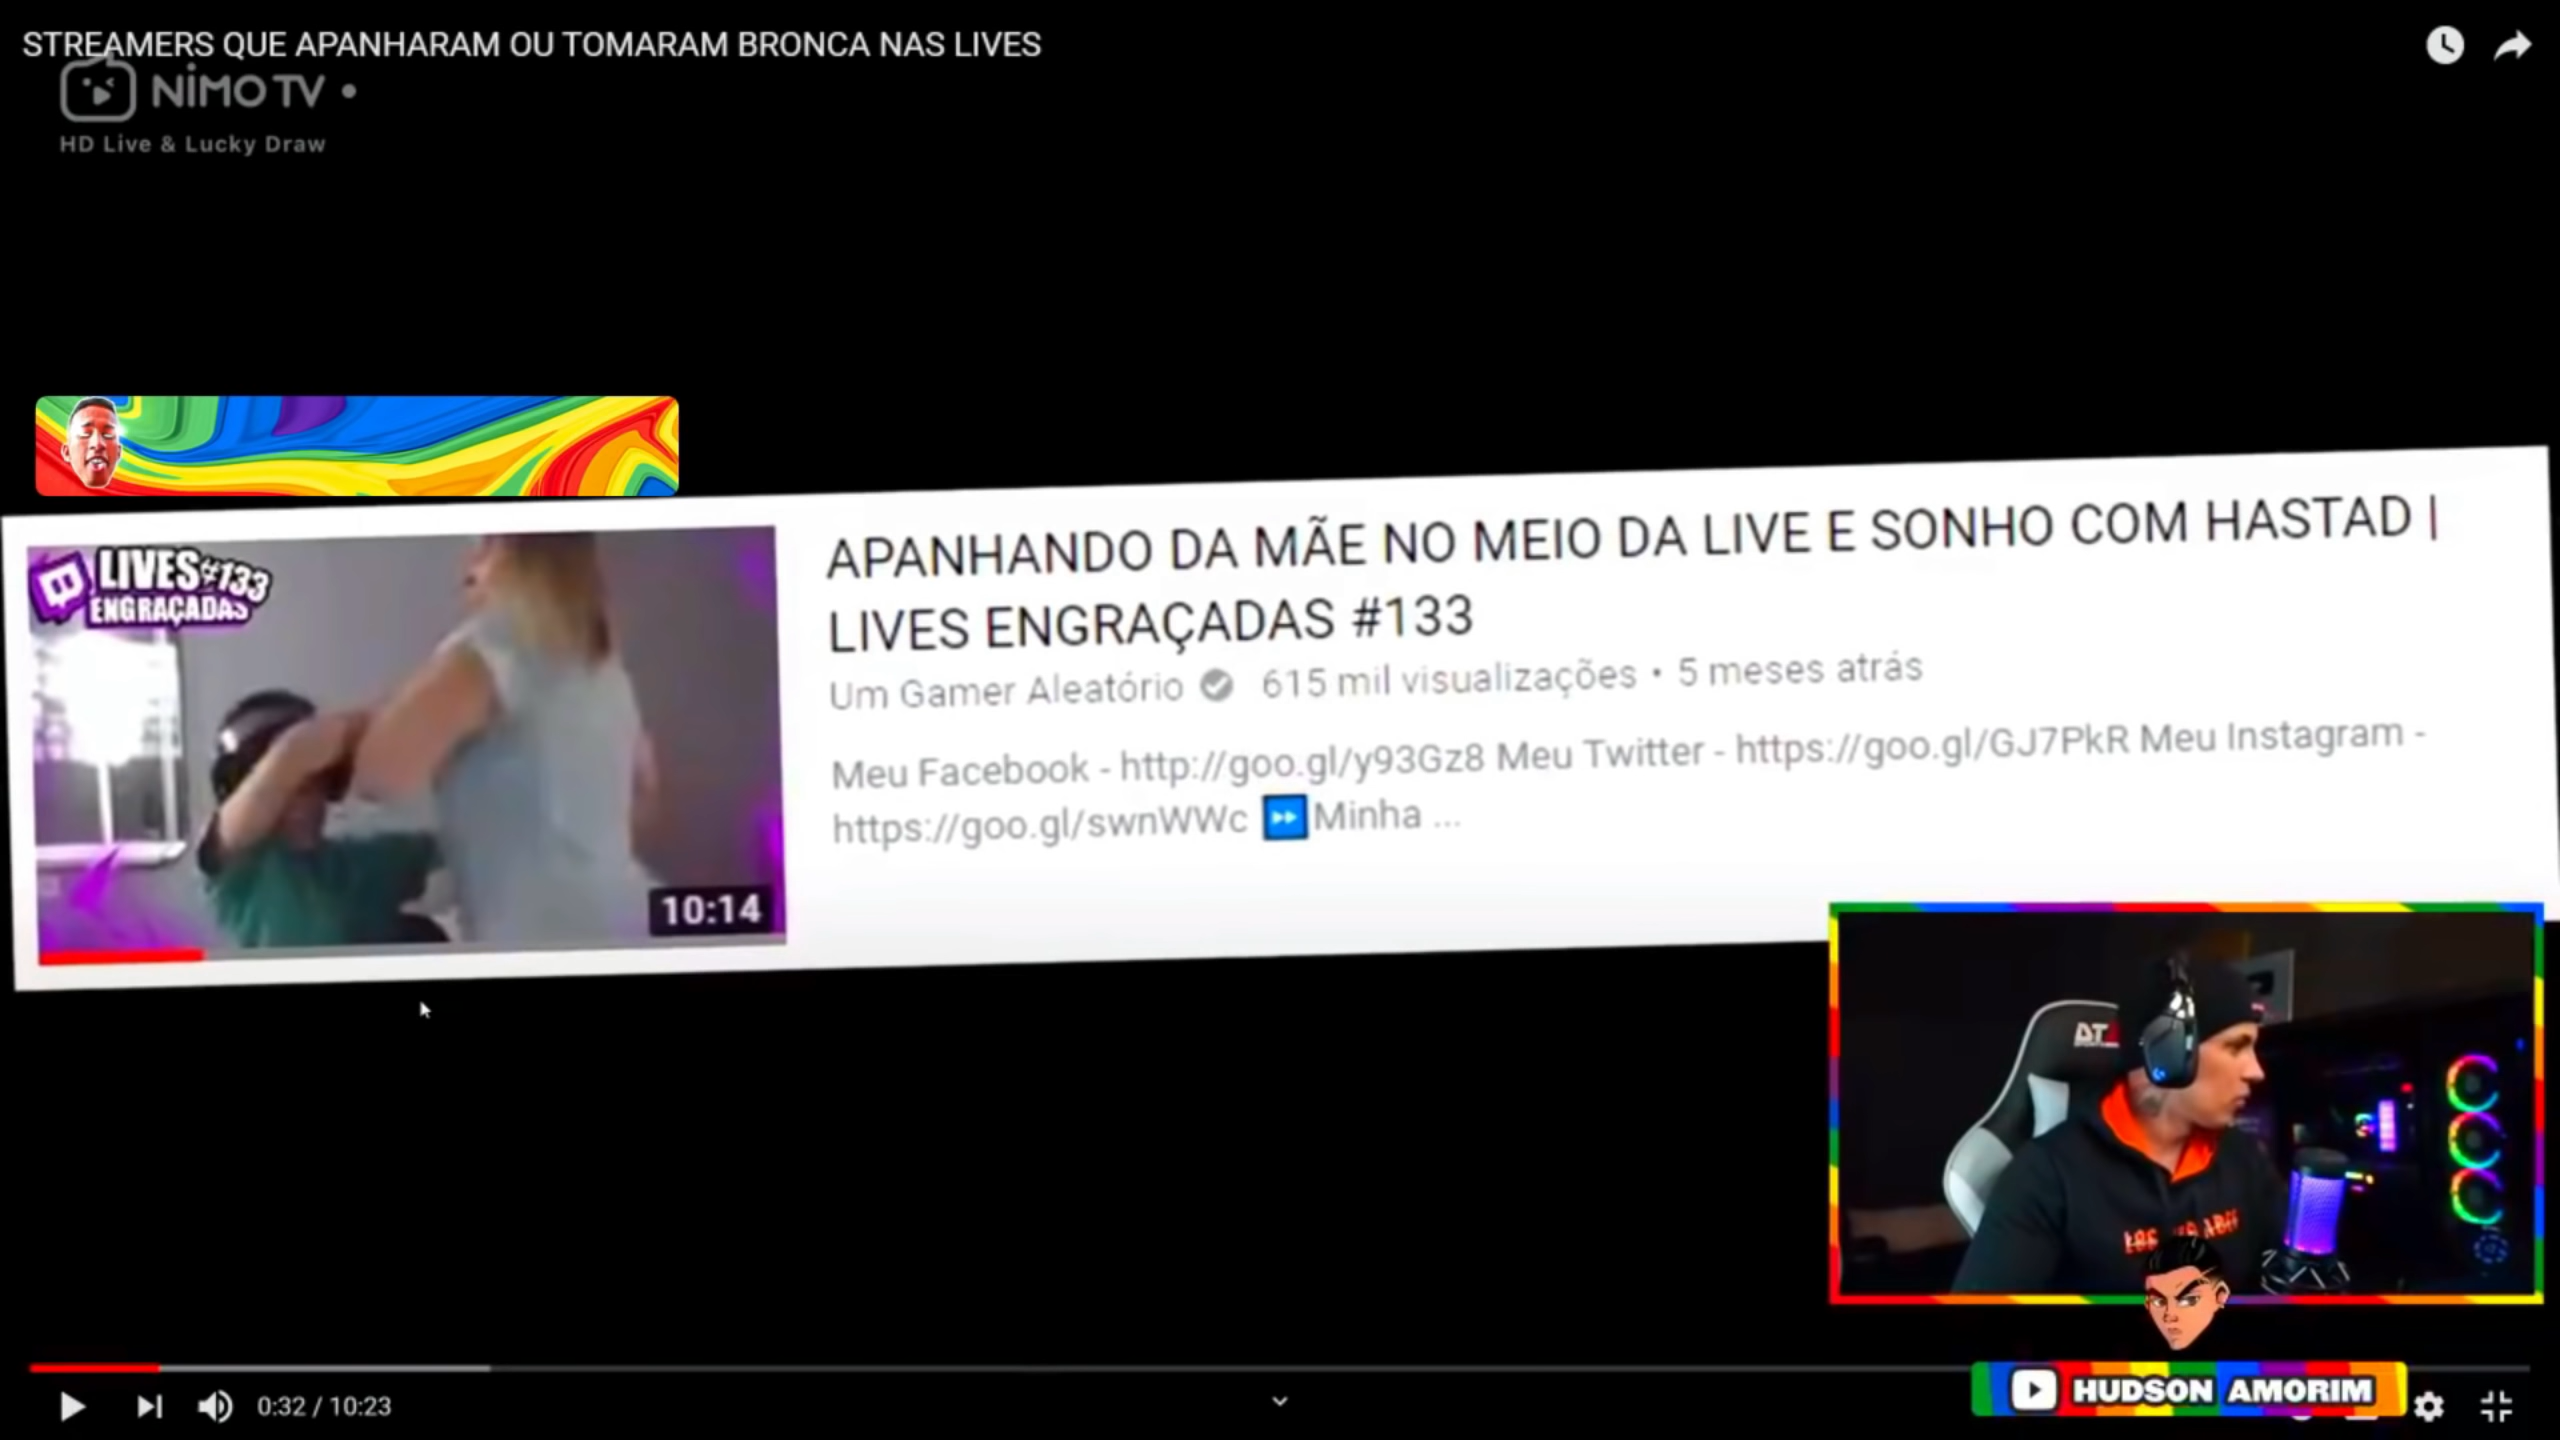 STREAMERS QUE APANHARAM OU TOMARAM BRONCA NAS LIVES
NIMO TV
HD Live & Lucky Draw
LIVES#133
ENGRAÇADAS
10:14
APANHANDO DA MÃE NO MEIO DA LIVE E SONHO COM HASTAD |
LIVES ENGRAÇADAS #133
Um Gamer Aleatório 615 mil visualizações • 5 meses atrás
Meu Facebook - http://goo.gl/y93Gz8 Meu Twitter - https://goo.gl/GJ7PkR Meu Instagram -
https://goo.gl/swnWWc ⏩Minha ...
0:32 / 10:23
HUDSON AMORIM